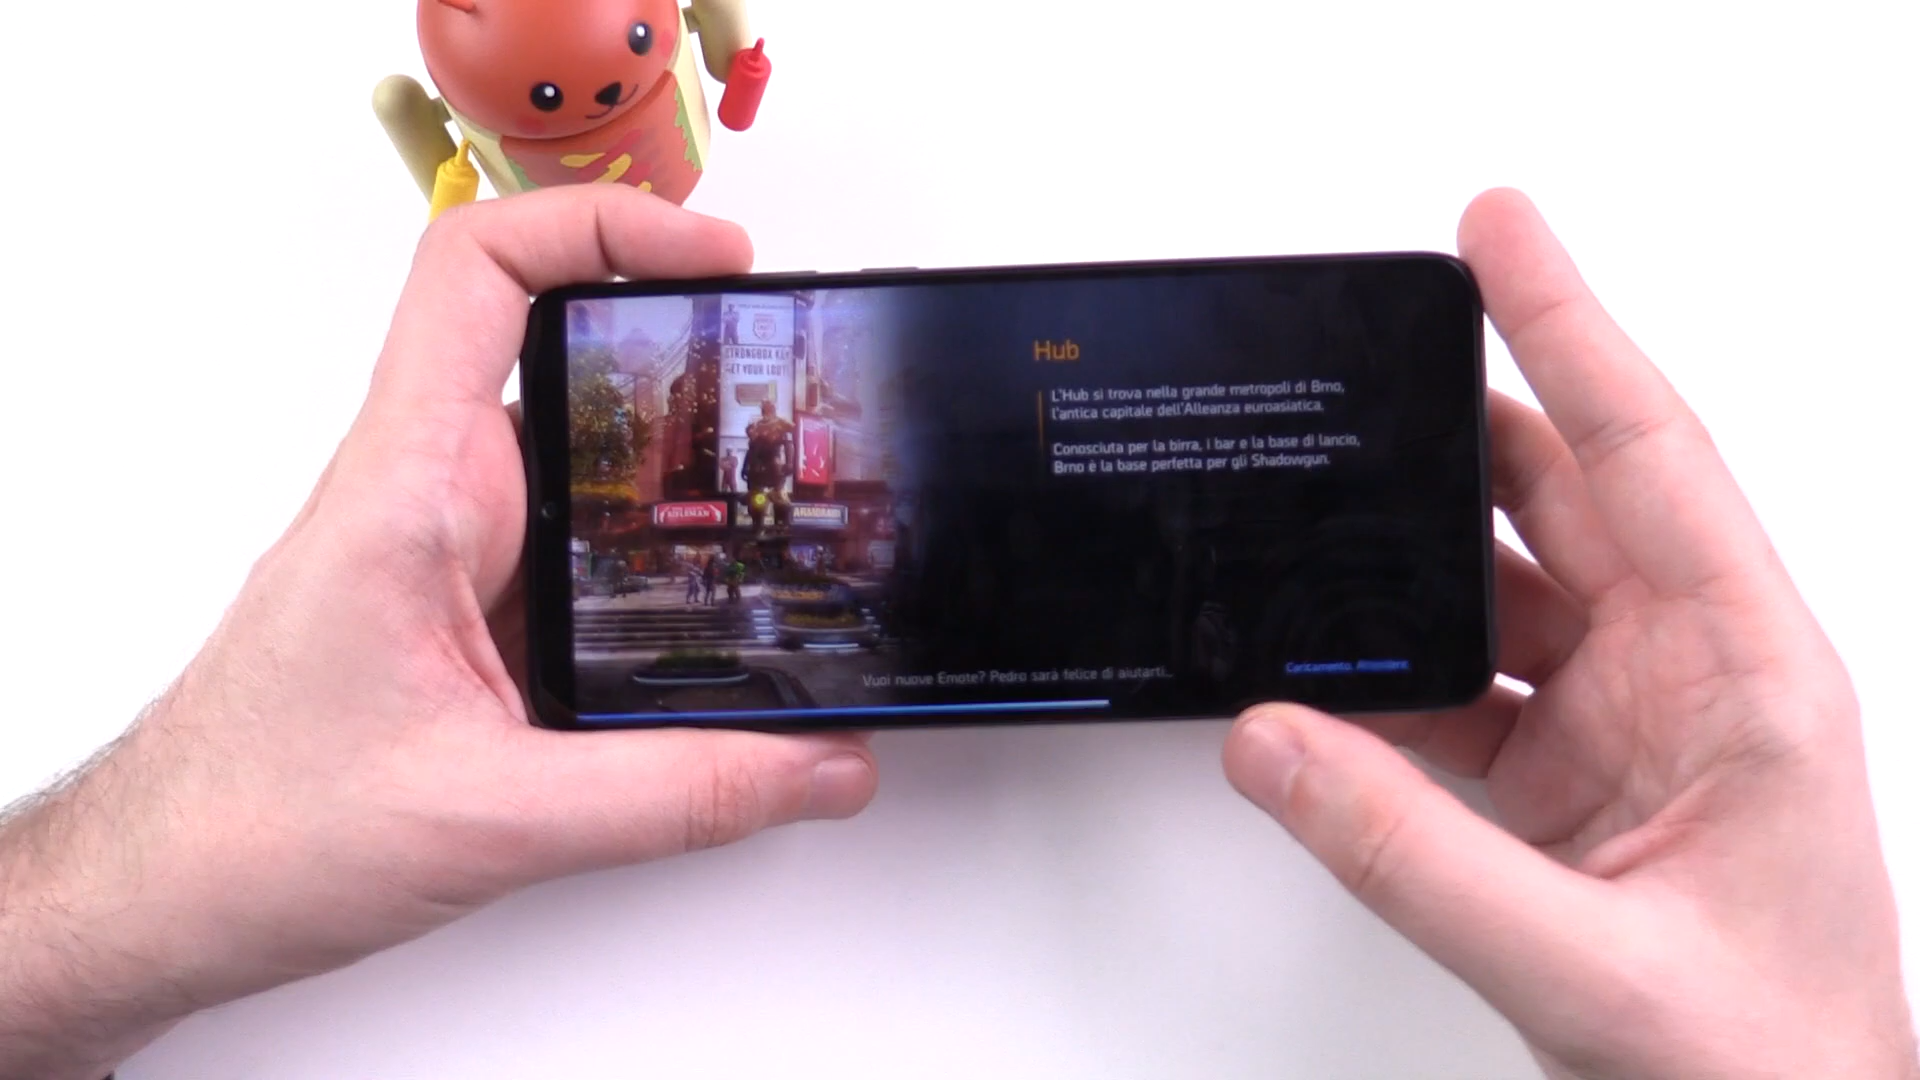 STRONGBOX KEY
GET YOUR LOOT
Hub
L'Hub si trova nella grande metropoli di Brno,
l'antica capitale dell'Alleanza euroasiatica.
Conosciuta per la birra, i bar e la base di lancio,
Brno è la base perfetta per gli Shadowgun.
Vuoi nuove Emote? Pedro sarà felice di aiutarti...
Caricamento. Attendere.